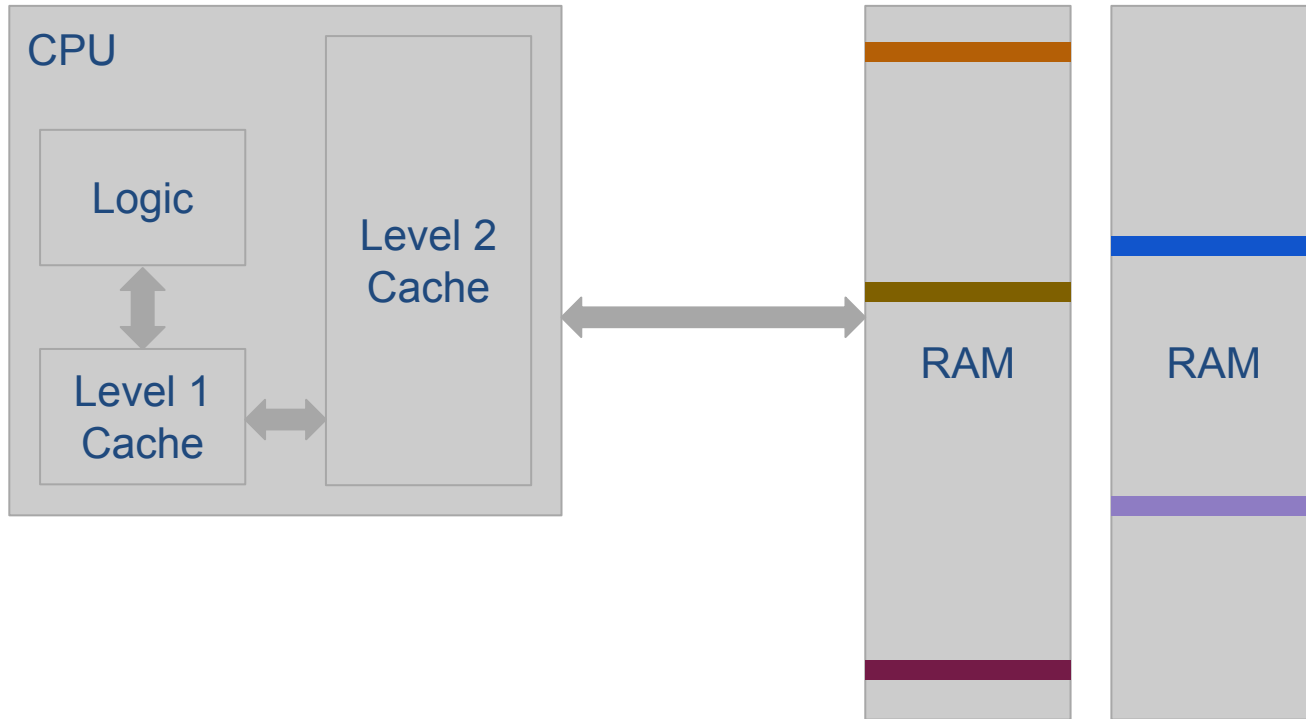 CPU
Logic
Level 1
Cache
Level 2
Cache
RAM
RAM